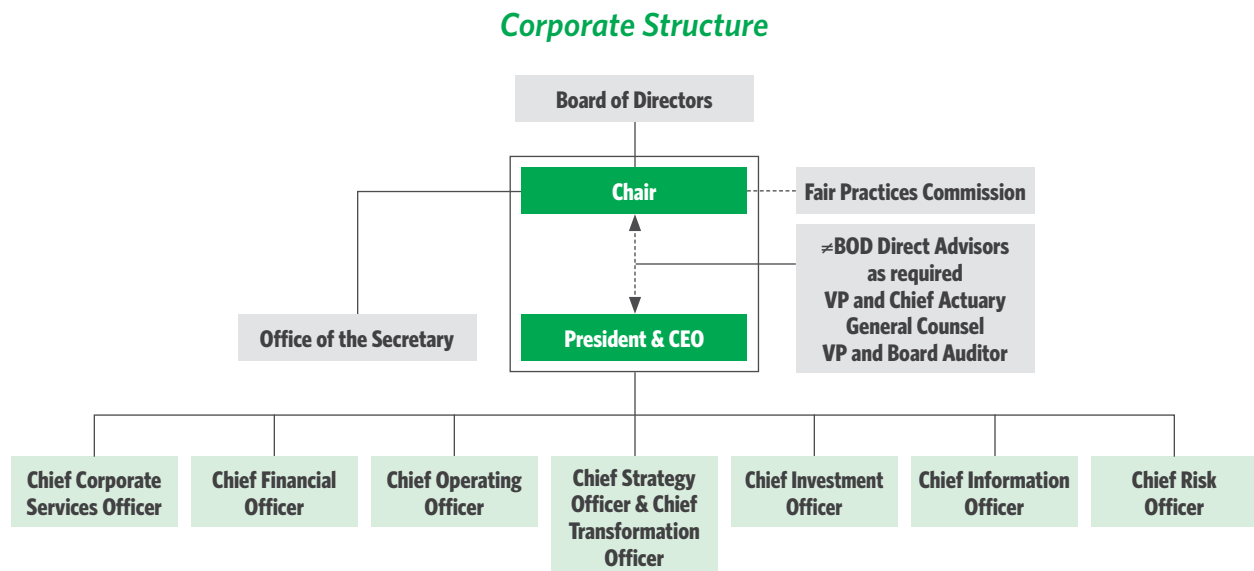 Corporate Structure
Board of Directors
Chair
Fair Practices Commission
≠BOD Direct Advisors
as required
VP and Chief Actuary
General Counsel
VP and Board Auditor
Office of the Secretary
President & CEO
Chief Corporate
Services Officer
Chief Financial
Officer
Chief Operating
Officer
Chief Strategy
Officer & Chief
Transformation
Officer
Chief Investment
Officer
Chief Information
Officer
Chief Risk
Officer